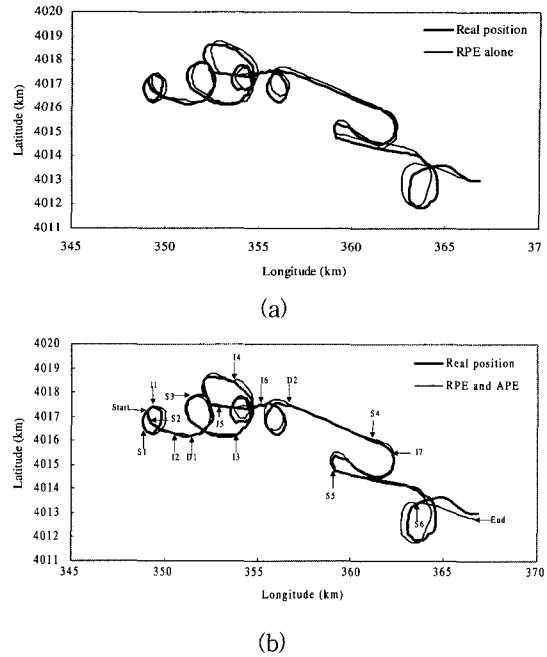 (a)
4020
4019
4018
4017
4016
4015
4014
4013
4012
4011
Latitude (km)
Real position
RPE alone
345
350
355
360
365
37
Longitude (km)
(a)
(b)
4020
4019
4018
4017
4016
4015
4014
4013
4012
4011
Latitude (km)
Real position
RPE and APE
Start
I1
S2
S1
I2
D1
S3
I4
J5
I3
I6
D2
S4
I7
S5
S6
End
345
350
355
360
365
370
Longitude (km)
(b)